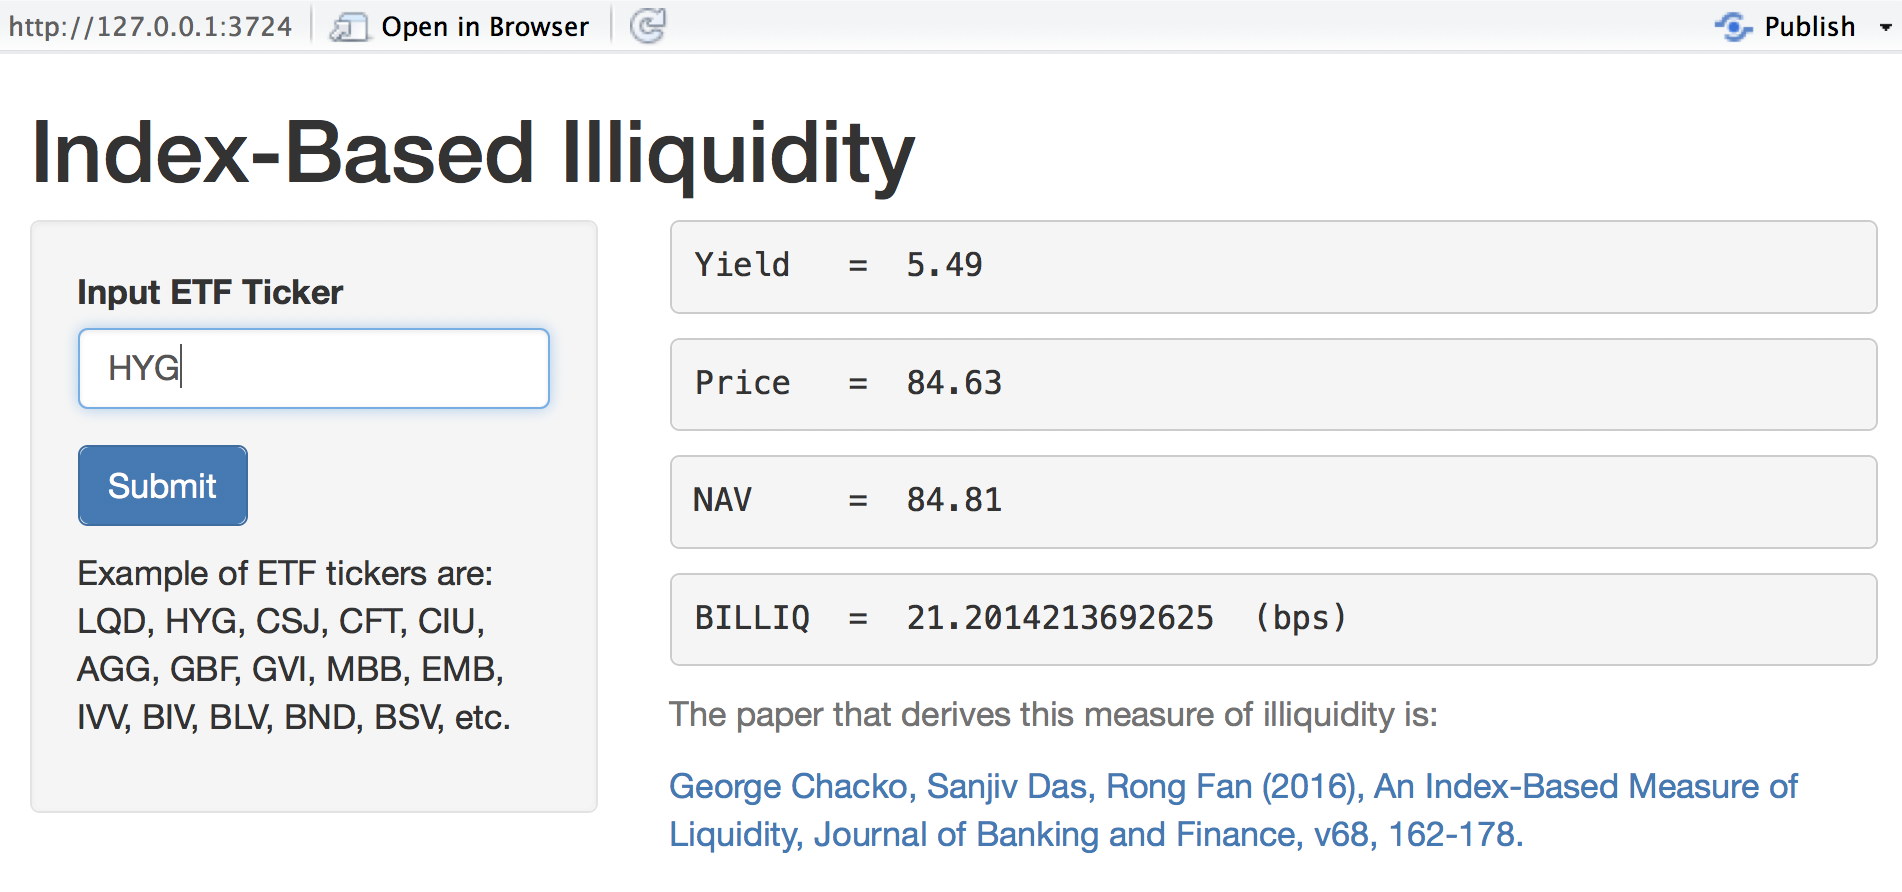 http://127.0.0.1:3724 Open in Browser Publish
Index-Based Illiquidity
Input ETF Ticker
HYG
Submit
Example of ETF tickers are:
LQD, HYG, CSJ, CFT, CIU,
AGG, GBF, GVI, MBB, EMB,
IVV, BIV, BLV, BND, BSV, etc.
Yield = 5.49
Price = 84.63
NAV = 84.81
BILLIQ = 21.2014213692625 (bps)
The paper that derives this measure of illiquidity is:
George Chacko, Sanjiv Das, Rong Fan (2016), An Index-Based Measure of
Liquidity, Journal of Banking and Finance, v68, 162-178.